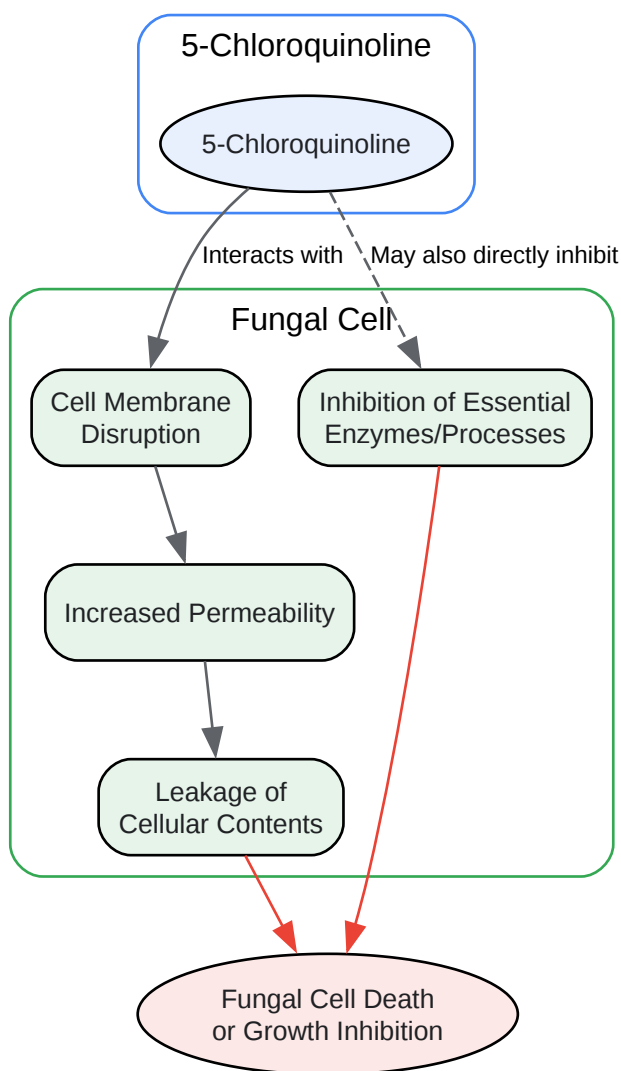 5-Chloroquinoline
5-Chloroquinoline
Interacts with
May also directly inhibit
Fungal Cell
Cell Membrane
Disruption
Inhibition of Essential
Enzymes/Processes
Increased Permeability
Leakage of
Cellular Contents
Fungal Cell Death
or Growth Inhibition